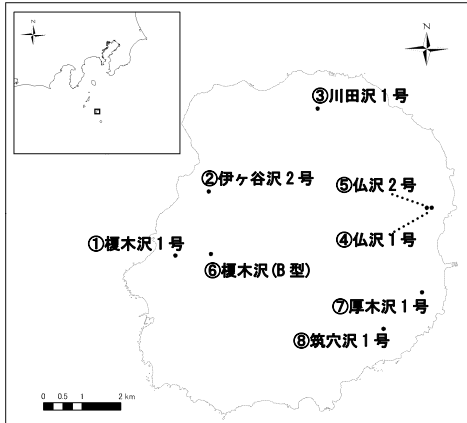 N
N
③川田沢1号
②伊ヶ谷沢2号
⑤仏沢2号
①榎木沢1号
④仏沢1号
⑥榎木沢(B型)
⑦厚木沢1号
⑧筑穴沢1号
0 0.5 1 2 km